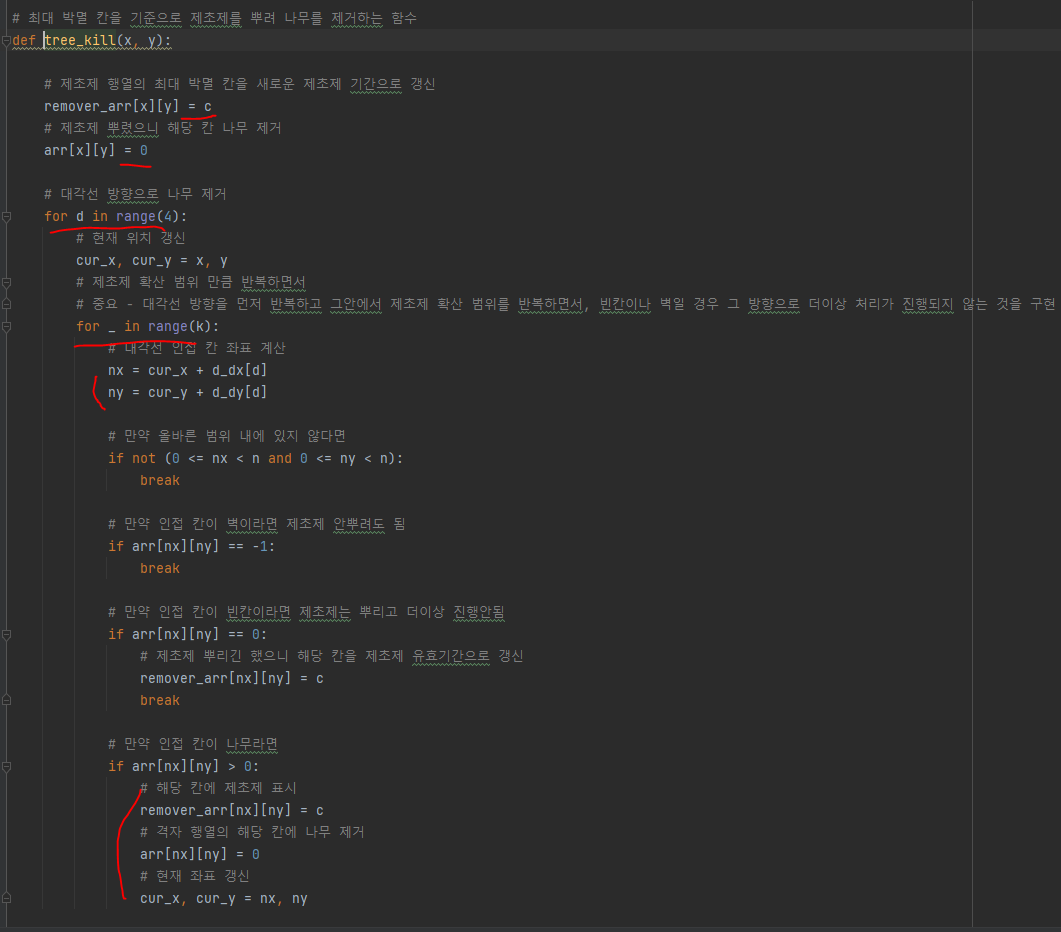 # 최대 박멸 칸을 기준으로 제초제를 뿌려 나무를 제거하는 함수
def tree_kill(x, y):
# 제초제 행열의 최대 박멸 칸을 새로운 제초제 기간으로 갱신
remover_arr[x][y] = c
# 제초제 뿌렸으니 해당 칸 나무 제거
arr[x][y] = 0
# 대각선 방향으로 나무 제거
for d in range(4):
# 현재 위치 갱신
cur_x, cur_y = x, y
# 제초제 확산 범위 만큼 반복하면서
# 중요 - 대각선 방향을 먼저 반복하고 그안에서 제초제 확산 범위를 반복하면서, 빈칸이나 벽일 경우 그 방향으로 더이상 처리가 진행되지 않는 것을 구현
for _ in range(k):
# 대각선 인접 칸 좌표 계산
nx = cur_x + d_dx[d]
ny = cur_y + d_dy[d]
# 만약 올바른 범위 내에 있지 않다면
if not (0 <= nx < n and 0 <= ny < n):
break
# 만약 인접 칸이 벽이라면 제초제 안뿌려도 됨
if arr[nx][ny] == -1:
break
# 만약 인접 칸이 빈칸이라면 제초제는 뿌리고 더이상 진행안됨
if arr[nx][ny] == 0:
# 제초제 뿌리긴 했으니 해당 칸을 제초제 유효기간으로 갱신
remover_arr[nx][ny] = c
break
# 만약 인접 칸이 나무라면
if arr[nx][ny] > 0:
# 해당 칸에 제초제 표시
remover_arr[nx][ny] = c
# 격자 행열의 해당 칸에 나무 제거
arr[nx][ny] = 0
# 현재 좌표 갱신
cur_x, cur_y = nx, ny